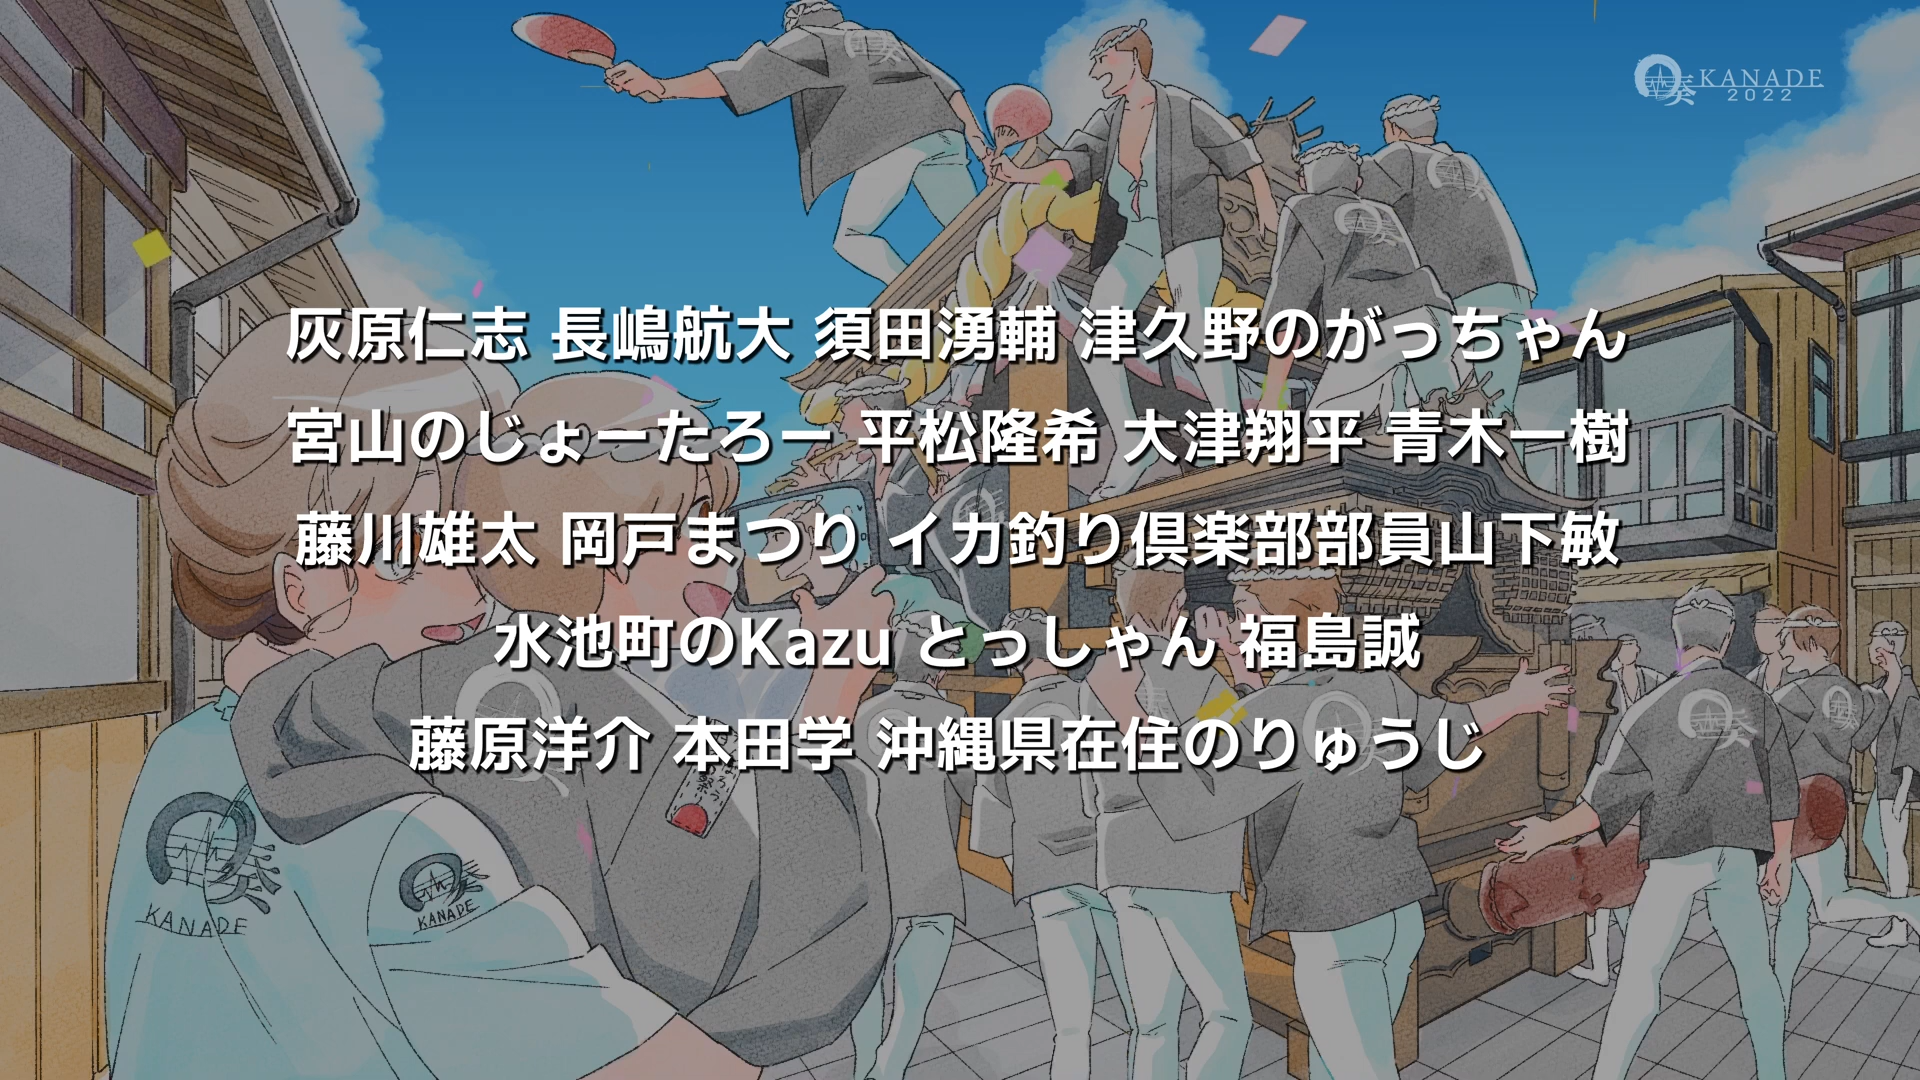 奏 KANADE
2022
灰原仁志 長嶋航大 須田湧輔 津久野のがっちゃん
宮山のじょーたろー 平松隆希 大津翔平 青木一樹
藤川雄太 岡戸まつり イカ釣り倶楽部部員山下敏
水池町のKazu とっしゃん 福島誠
藤原洋介 本田学 沖縄県在住のりゅうじ
奏
KANADE
奏
KANADE